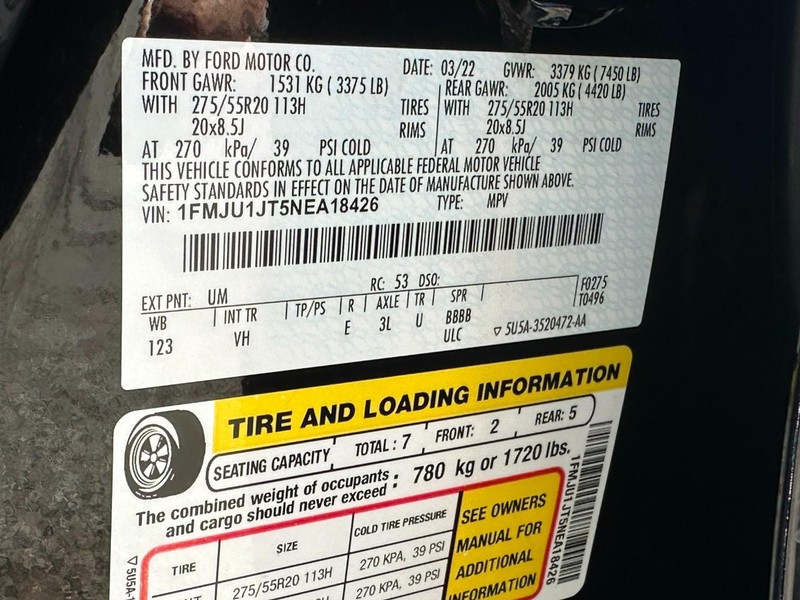 MFD. BY FORD MOTOR CO. DATE: 03/22 GVWR: 3379 KG ( 7450 LB)
FRONT GAWR: 1531 KG ( 3375 LB) REAR GAWR: 2005 KG ( 4420 LB)
WITH 275/55R20 113H TIRES WITH 275/55R20 113H TIRES
20x8.5J RIMS 20x8.5J RIMS
AT 270 kPa/ 39 PSI COLD AT 270 kPa/ 39 PSI COLD
THIS VEHICLE CONFORMS TO ALL APPLICABLE FEDERAL MOTOR VEHICLE
SAFETY STANDARDS IN EFFECT ON THE DATE OF MANUFACTURE SHOWN ABOVE.
VIN: 1FMJU1JT5NEA18426 TYPE: MPV
EXT PNT: UM RC: 53 DSO: F0275
WB INT TR TP/PS R AXLE TR SPR T0496
123 VH E 3L U BBBB
ULC ▽ 5U5A-3520472-AA
TIRE AND LOADING INFORMATION
SEATING CAPACITY TOTAL : 7 FRONT: 2 REAR: 5
The combined weight of occupants : 780 kg or 1720 lbs.
and cargo should never exceed
TIRE SIZE COLD TIRE PRESSURE SEE OWNERS
MANUAL FOR
ADDITIONAL
INFORMATION
275/55R20 113H 270 KPA, 39 PSI
270 KPA, 39 PSI
1FMJU1JT5NEA18426